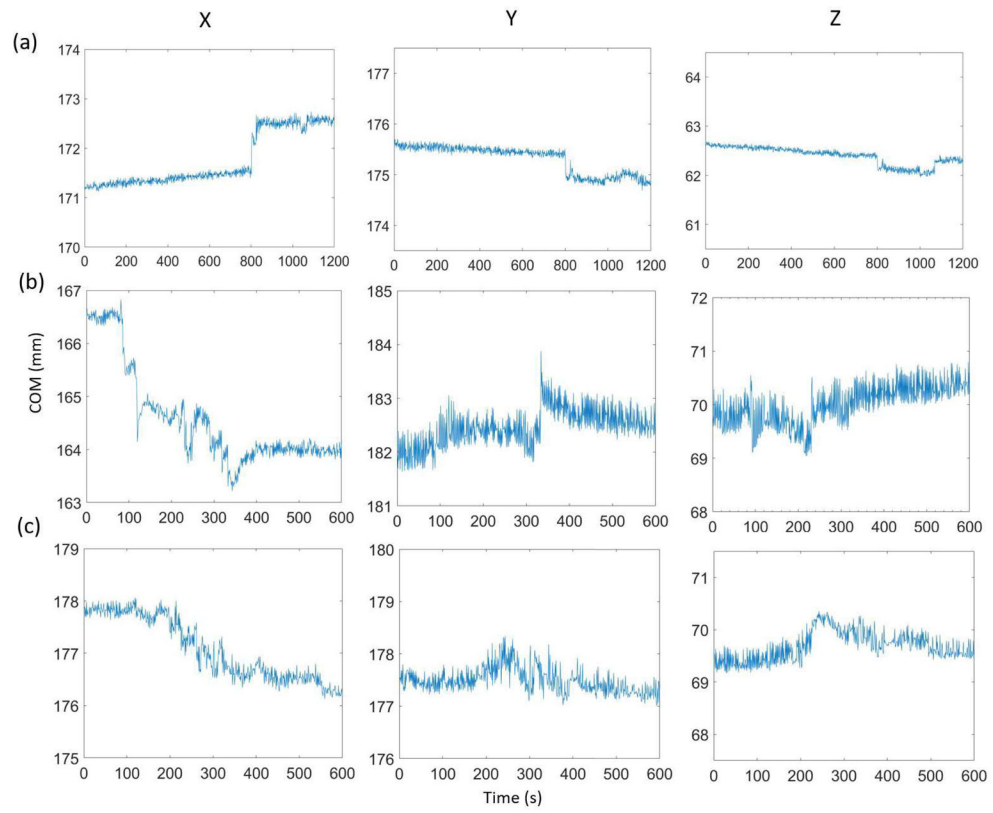 X Y Z
(a)
174 173 172 171 170
0 200 400 600 800 1000 1200
177 176 175 174
0 200 400 600 800 1000 1200
64 63 62 61
0 200 400 600 800 1000 1200
(b)
COM (mm)
167 166 165 164 163
0 100 200 300 400 500 600
185 184 183 182 181
0 100 200 300 400 500 600
72 71 70 69 68
0 100 200 300 400 500 600
(c)
179 178 177 176 175
0 100 200 300 400 500 600
180 179 178 177 176
0 100 200 300 400 500 600
71 70 69 68
0 100 200 300 400 500 600
Time (s)